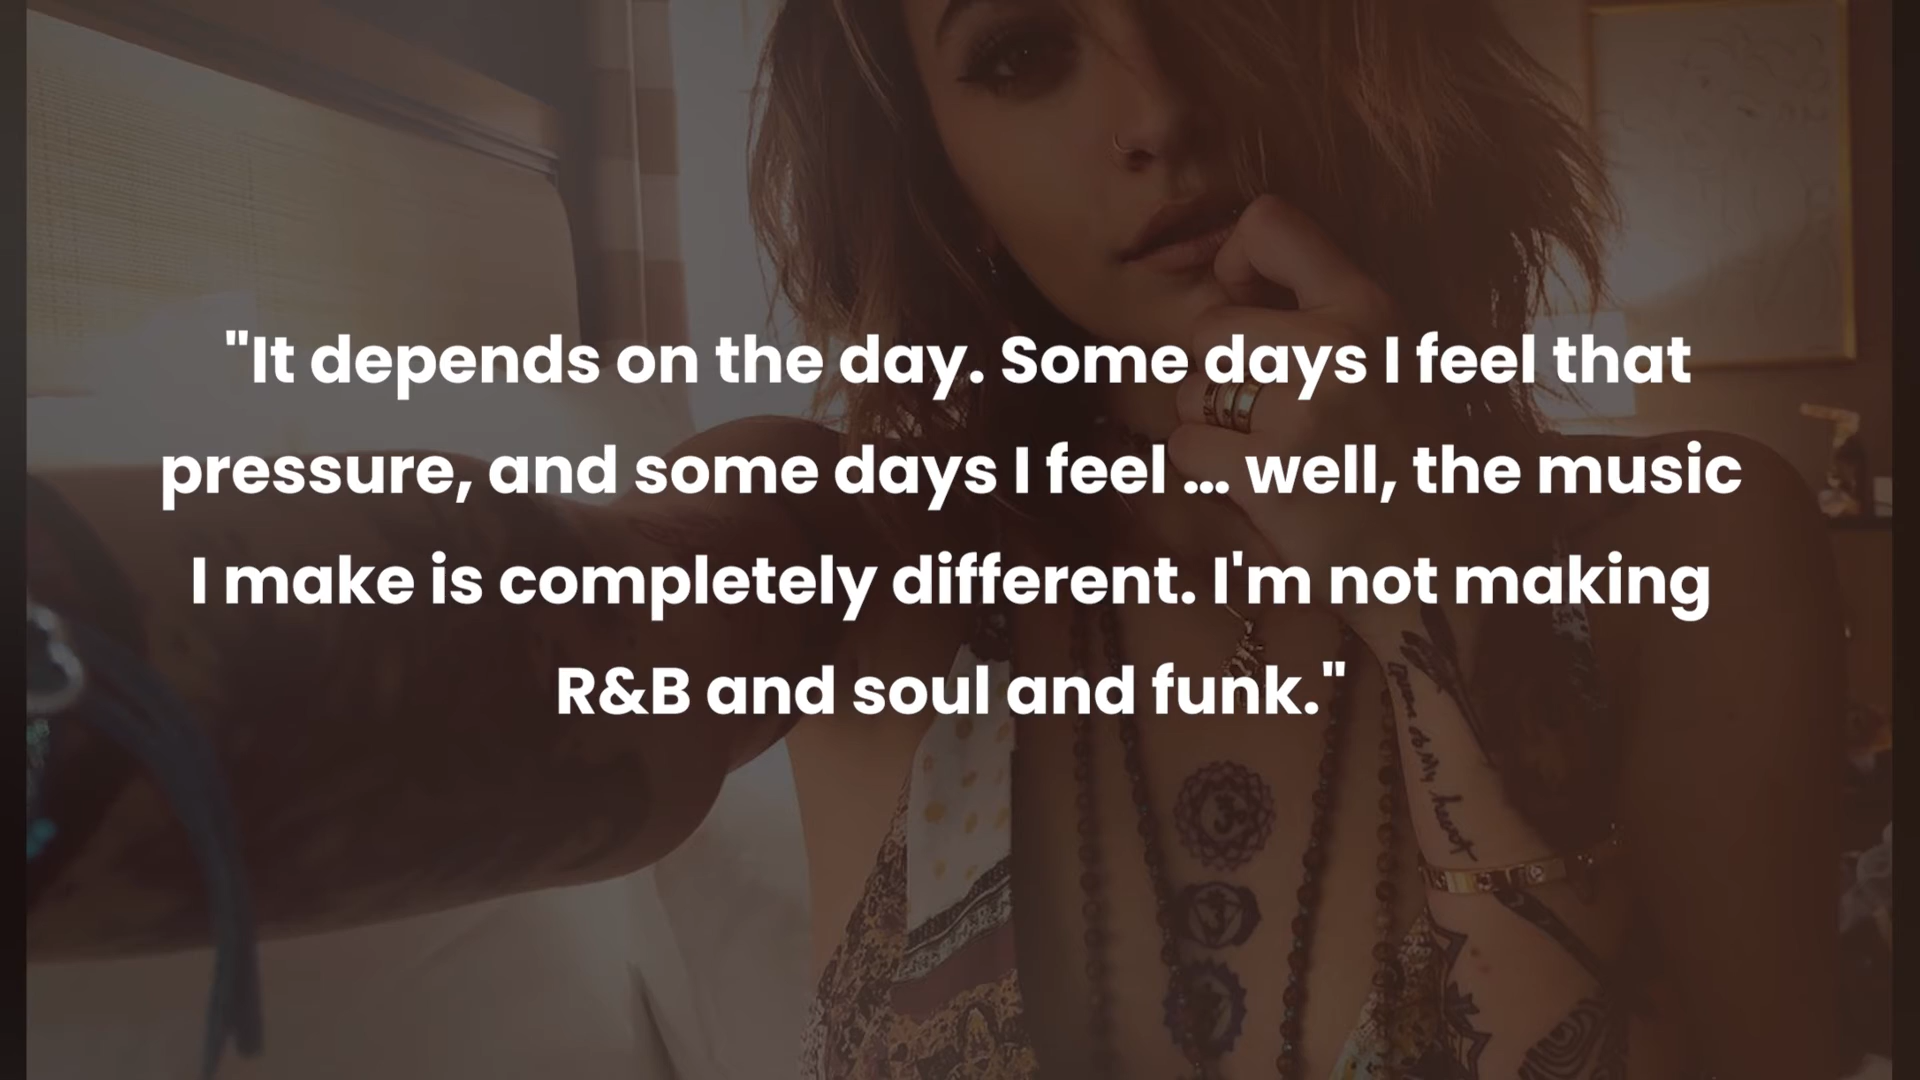 "It depends on the day. Some days I feel that
pressure, and some days I feel ... well, the music
I make is completely different. I'm not making
R&B and soul and funk."
heart